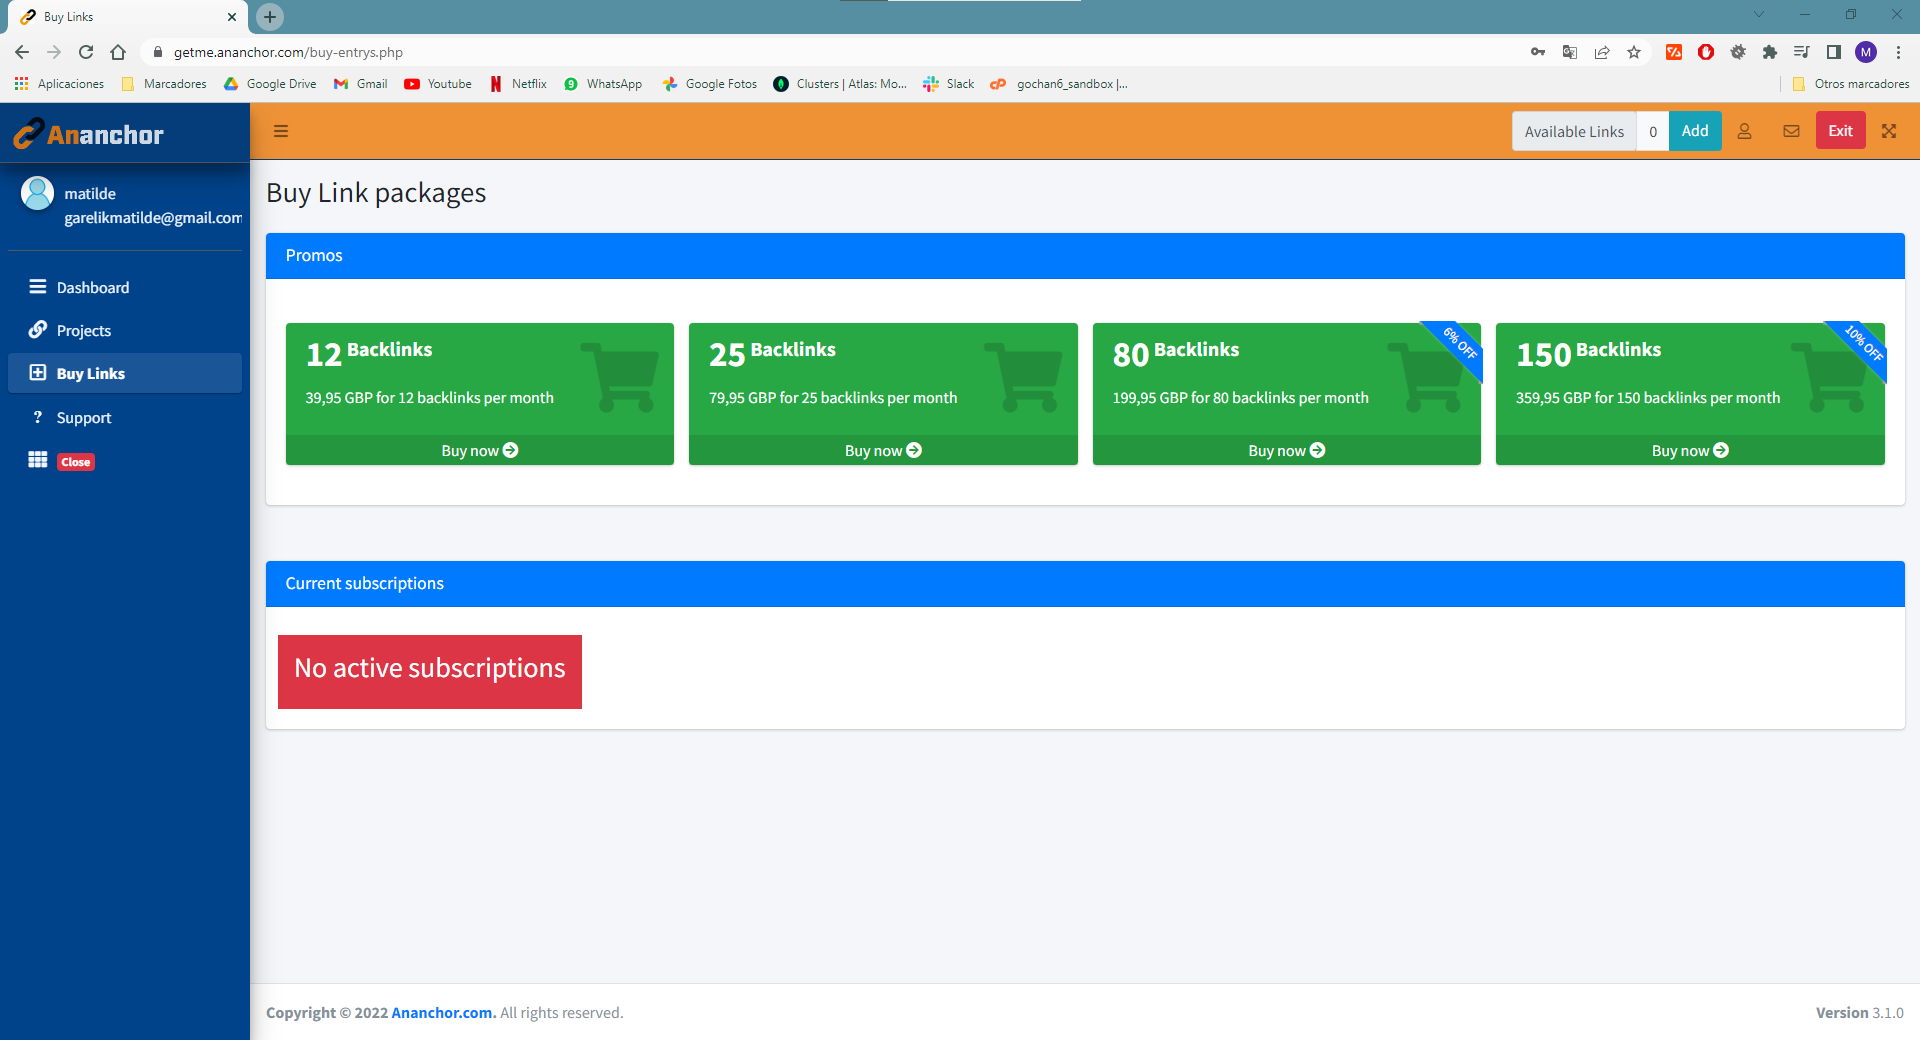 Buy Links
getme.ananchor.com/buy-entrys.php
M
Aplicaciones
Marcadores
Google Drive
Gmail
Youtube
Netflix
WhatsApp
Google Fotos
Clusters | Atlas: Mo...
Slack
gochan6_sandbox |...
Otros marcadores
Ananchor
Available Links 0 Add
Exit
matilde
garelikmatilde@gmail.com
Dashboard
Projects
Buy Links
Support
Close
Buy Link packages
Promos
12 Backlinks
39,95 GBP for 12 backlinks per month
Buy now
25 Backlinks
79,95 GBP for 25 backlinks per month
Buy now
80 Backlinks
6% OFF
199,95 GBP for 80 backlinks per month
Buy now
150 Backlinks
10% OFF
359,95 GBP for 150 backlinks per month
Buy now
Current subscriptions
No active subscriptions
Copyright © 2022 Ananchor.com. All rights reserved.
Version 3.1.0